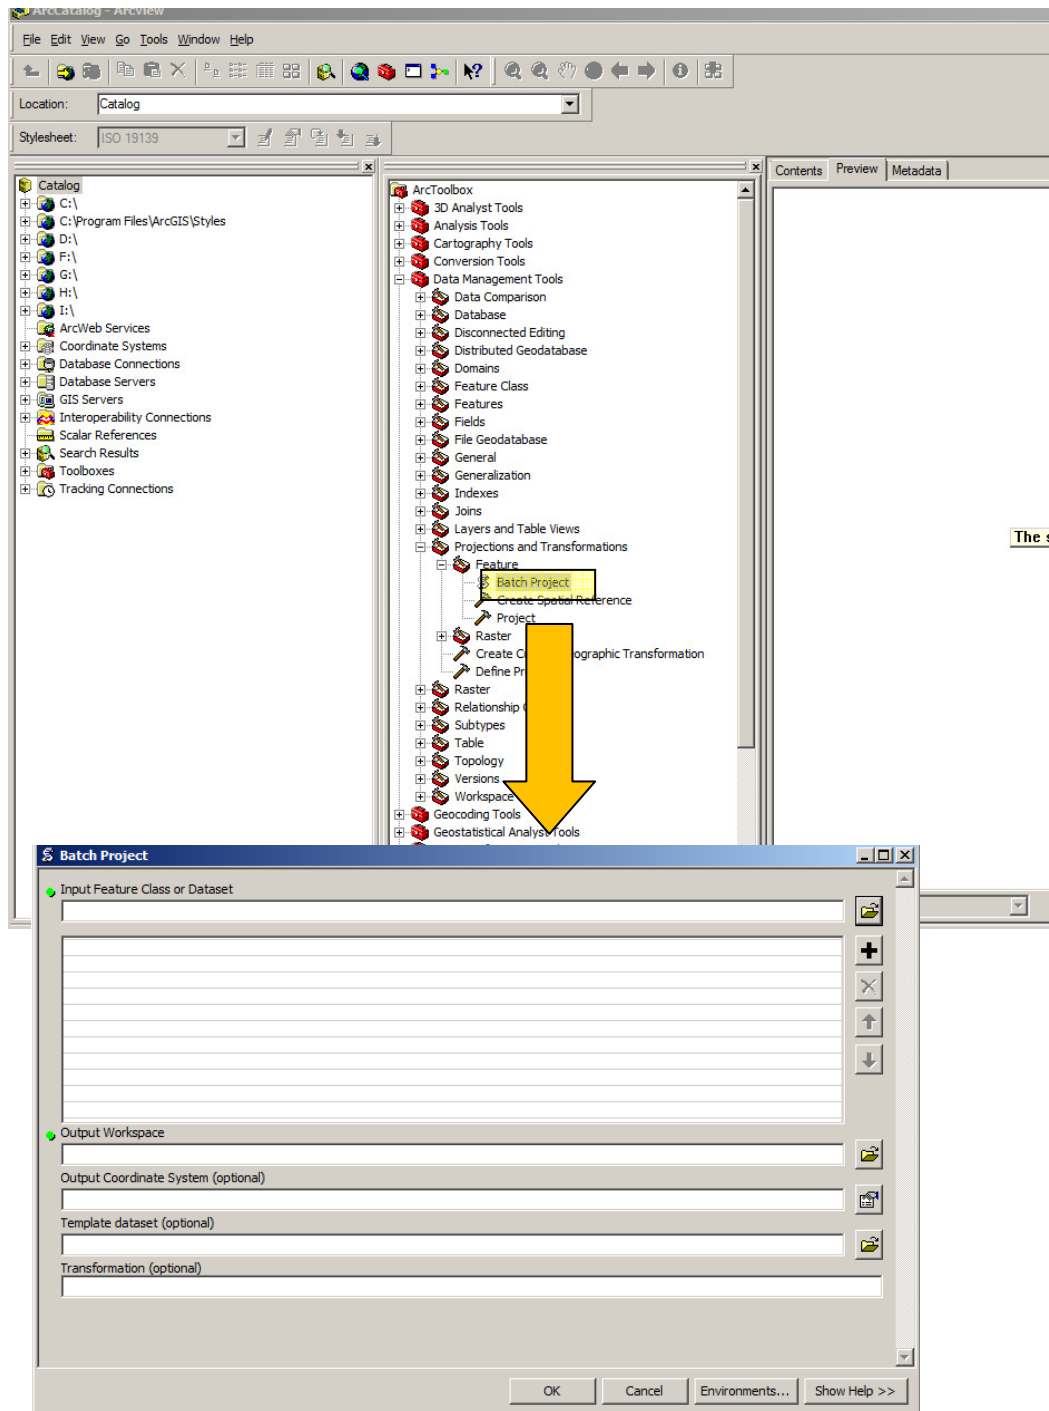 ArcCatalog - ArcView
File Edit View Go Tools Window Help
Location: Catalog
Stylesheet: ISO 19139
Catalog
C:\
C:\Program Files\ArcGIS\Styles
D:\
F:\
G:\
H:\
I:\
ArcWeb Services
Coordinate Systems
Database Connections
Database Servers
GIS Servers
Interoperability Connections
Scalar References
Search Results
Toolboxes
Tracking Connections
ArcToolbox
3D Analyst Tools
Analysis Tools
Cartography Tools
Conversion Tools
Data Management Tools
Data Comparison
Database
Disconnected Editing
Distributed Geodatabase
Domains
Feature Class
Features
Fields
File Geodatabase
General
Generalization
Indexes
Joins
Layers and Table Views
Projections and Transformations
Feature
Batch Project
Create Spatial Reference
Project
Raster
Create C ographic Transformation
Define Pr
Raster
Relationship
Subtypes
Table
Topology
Versions
Workspace
Geocoding Tools
Geostatistical Analyst Tools
Contents Preview Metadata
The s
Batch Project
Input Feature Class or Dataset
Output Workspace
Output Coordinate System (optional)
Template dataset (optional)
Transformation (optional)
OK Cancel Environments... Show Help >>